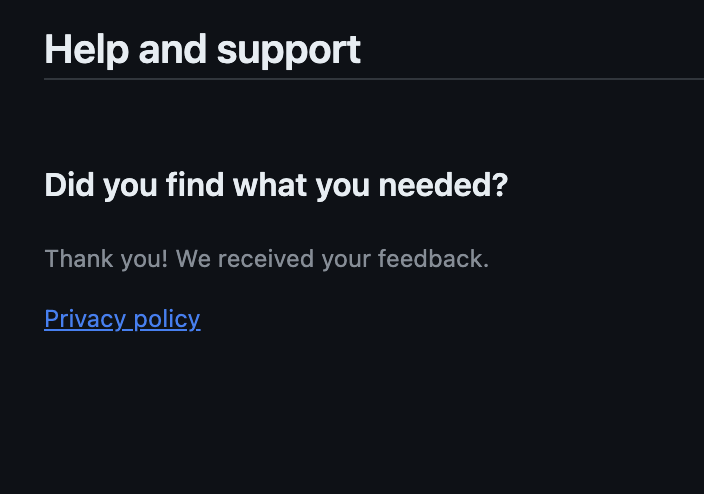 Help and support
Did you find what you needed?
Thank you! We received your feedback.
Privacy policy